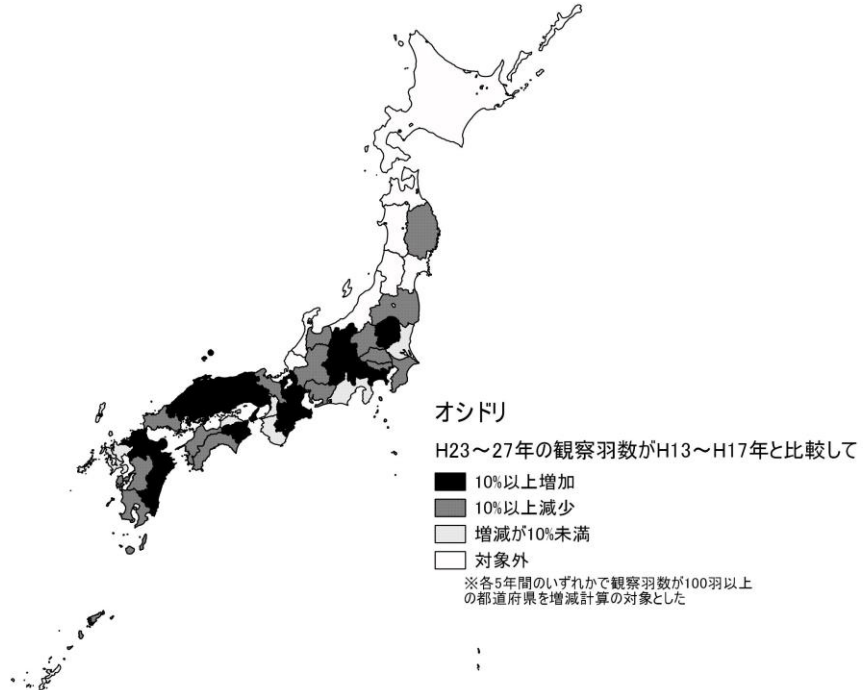 オシドリ
H23～27年の観察羽数がH13～H17年と比較して
10%以上増加
10%以上減少
増減が10%未満
対象外
※各5年間のいずれかで観察羽数が100羽以上
の都道府県を増減計算の対象とした